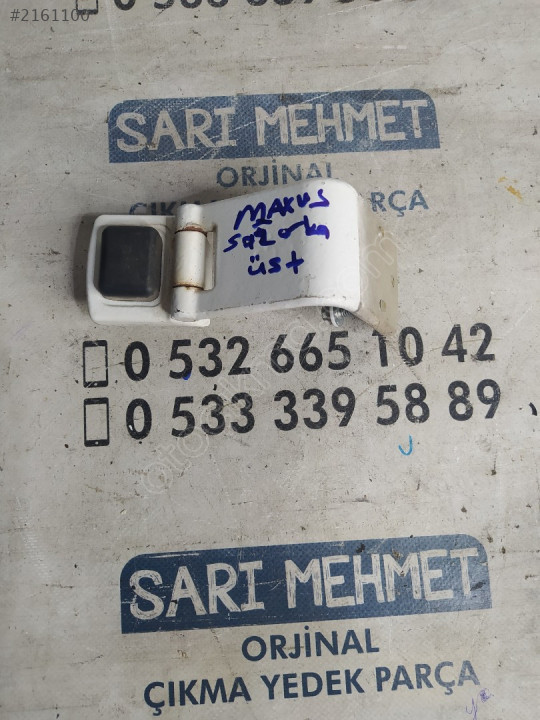 #2161100
SARI MEHMET
ORJİNAL
ÇIKMA PARÇA
MAKUS
sağ arka
üst
0 532 665 10 42
0 533 339 58 89
SARI MEHMET
ORJİNAL
ÇIKMA YEDEK PARÇA